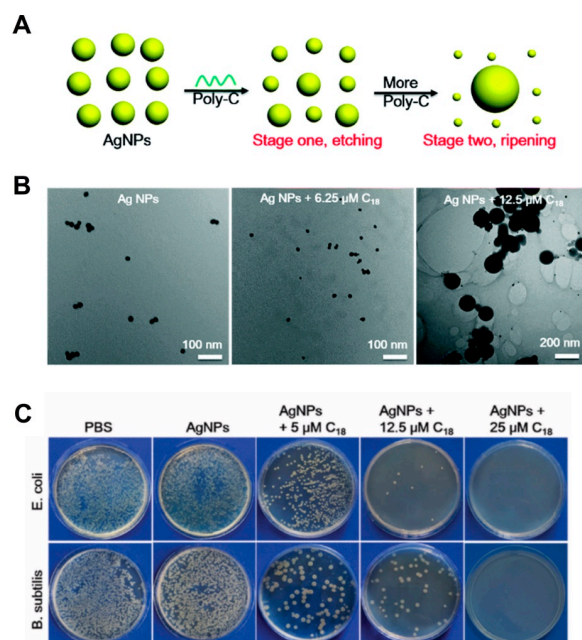 A
AgNPs
Poly-C
Stage one, etching
More
Poly-C
Stage two, ripening
B
Ag NPs
100 nm
Ag NPs + 6.25 µM C₁₈
100 nm
Ag NPs + 12.5 µM C₁₈
200 nm
C
PBS
AgNPs
AgNPs
+ 5 µM C₁₈
AgNPs +
12.5 µM C₁₈
AgNPs +
25 µM C₁₈
E. coli
B. subtilis